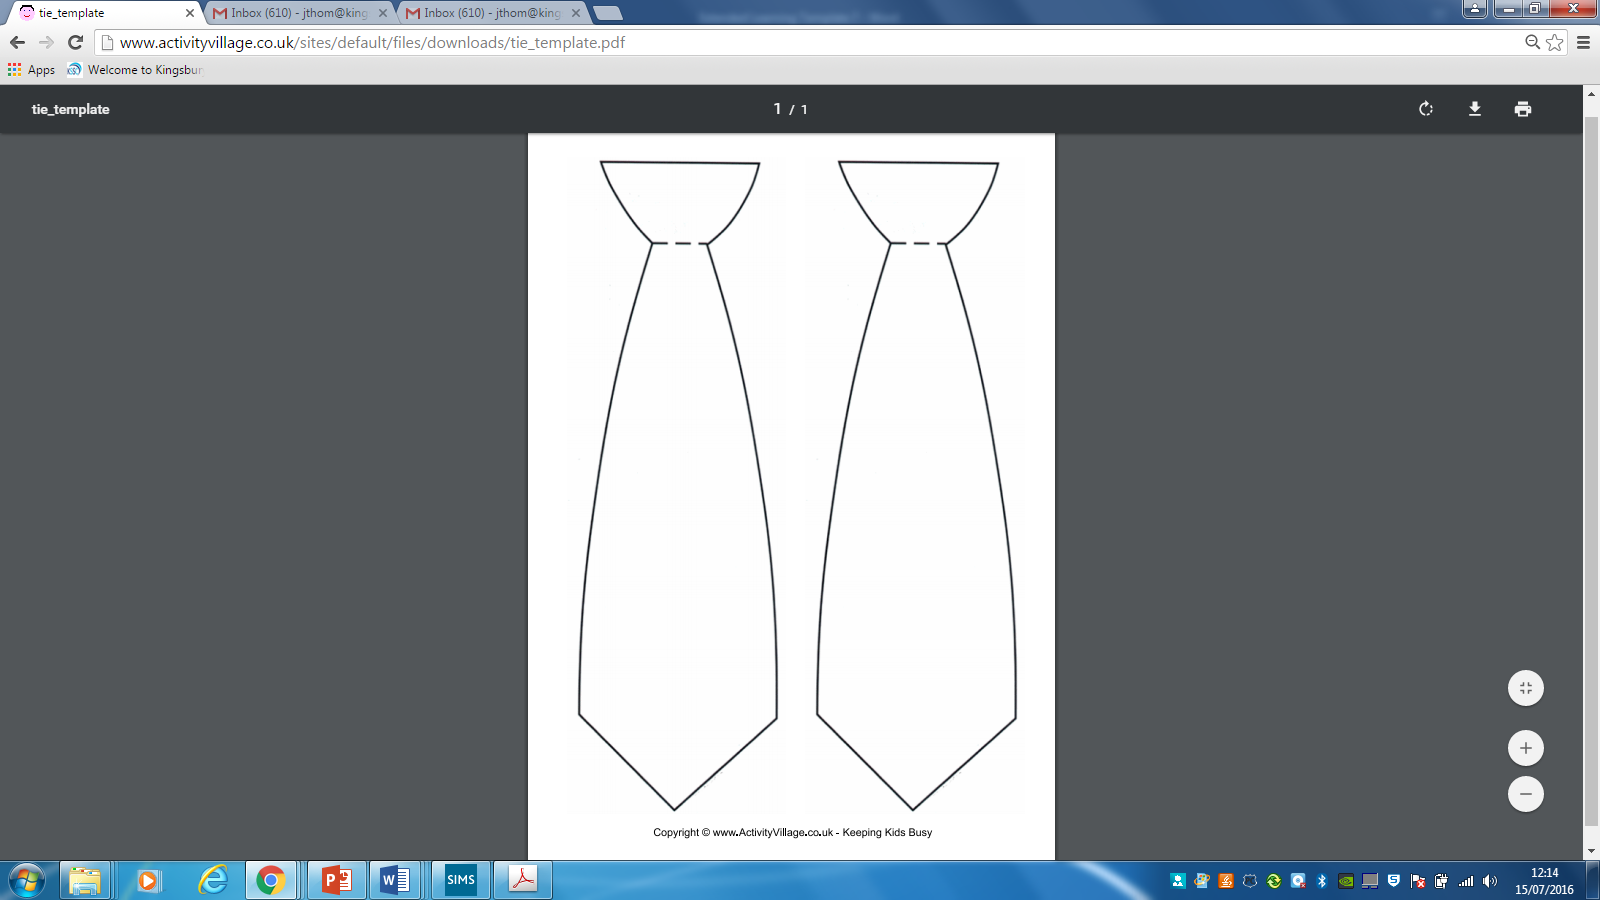 tie_template
Inbox (610) - jthom@king
Inbox (610) - jthom@king
www.activityvillage.co.uk/sites/default/files/downloads/tie_template.pdf
Apps
Welcome to Kingsbur
tie_template
1 / 1
Copyright © www.ActivityVillage.co.uk - Keeping Kids Busy
SIMS
12:14
15/07/2016